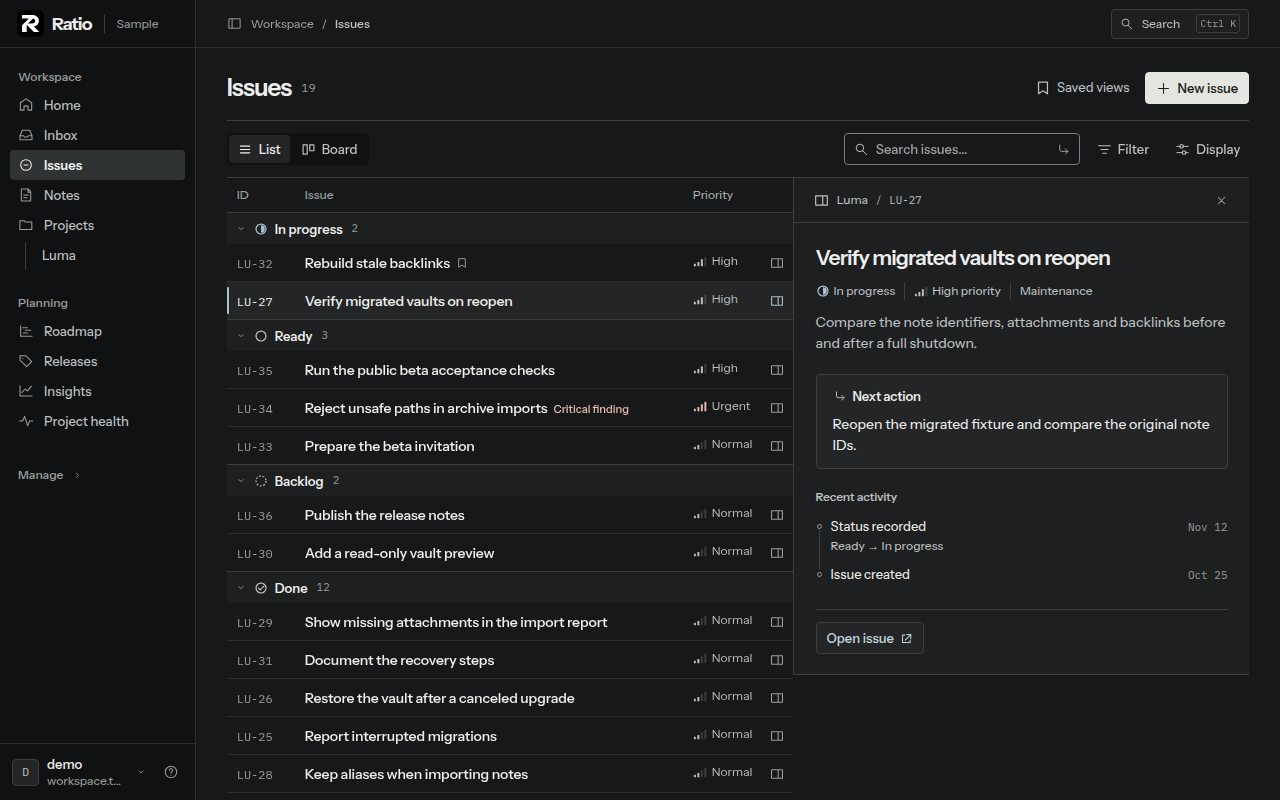 Ratio Sample
Workspace
Home
Inbox
Issues
Notes
Projects
Luma
Planning
Roadmap
Releases
Insights
Project health
Manage
D demo
workspace.t...
Workspace / Issues
Search Ctrl K
Issues 19
Saved views
New issue
List Board
Search issues...
Filter
Display
ID Issue Priority
In progress 2
LU-32 Rebuild stale backlinks High
LU-27 Verify migrated vaults on reopen High
Ready 3
LU-35 Run the public beta acceptance checks High
LU-34 Reject unsafe paths in archive imports Critical finding Urgent
LU-33 Prepare the beta invitation Normal
Backlog 2
LU-36 Publish the release notes Normal
LU-30 Add a read-only vault preview Normal
Done 12
LU-29 Show missing attachments in the import report Normal
LU-31 Document the recovery steps Normal
LU-26 Restore the vault after a canceled upgrade Normal
LU-25 Report interrupted migrations Normal
LU-28 Keep aliases when importing notes Normal
Luma / LU-27
Verify migrated vaults on reopen
In progress High priority Maintenance
Compare the note identifiers, attachments and backlinks before
and after a full shutdown.
Next action
Reopen the migrated fixture and compare the original note
IDs.
Recent activity
Status recorded Nov 12
Ready → In progress
Issue created Oct 25
Open issue